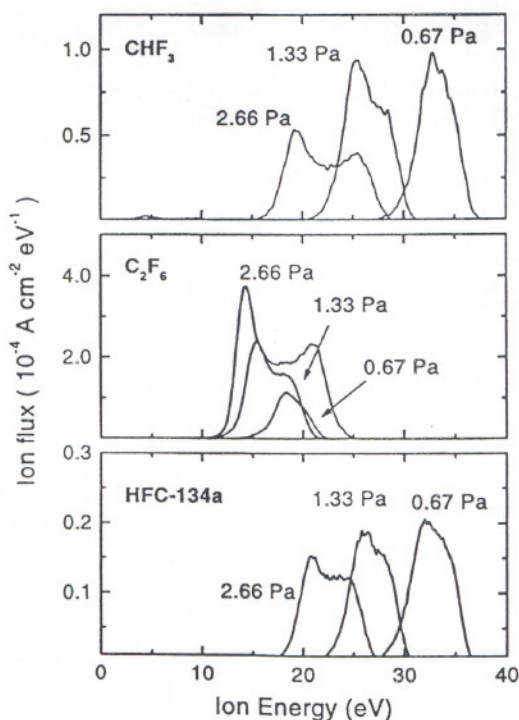 CHF3
0.67 Pa
1.33 Pa
2.66 Pa
1.0
0.5
C2F6
2.66 Pa
1.33 Pa
0.67 Pa
4.0
2.0
Ion flux ( 10-4 A cm-2 eV-1 )
0.3
HFC-134a
1.33 Pa
0.67 Pa
2.66 Pa
0.2
0.1
0 10 20 30 40
Ion Energy (eV)